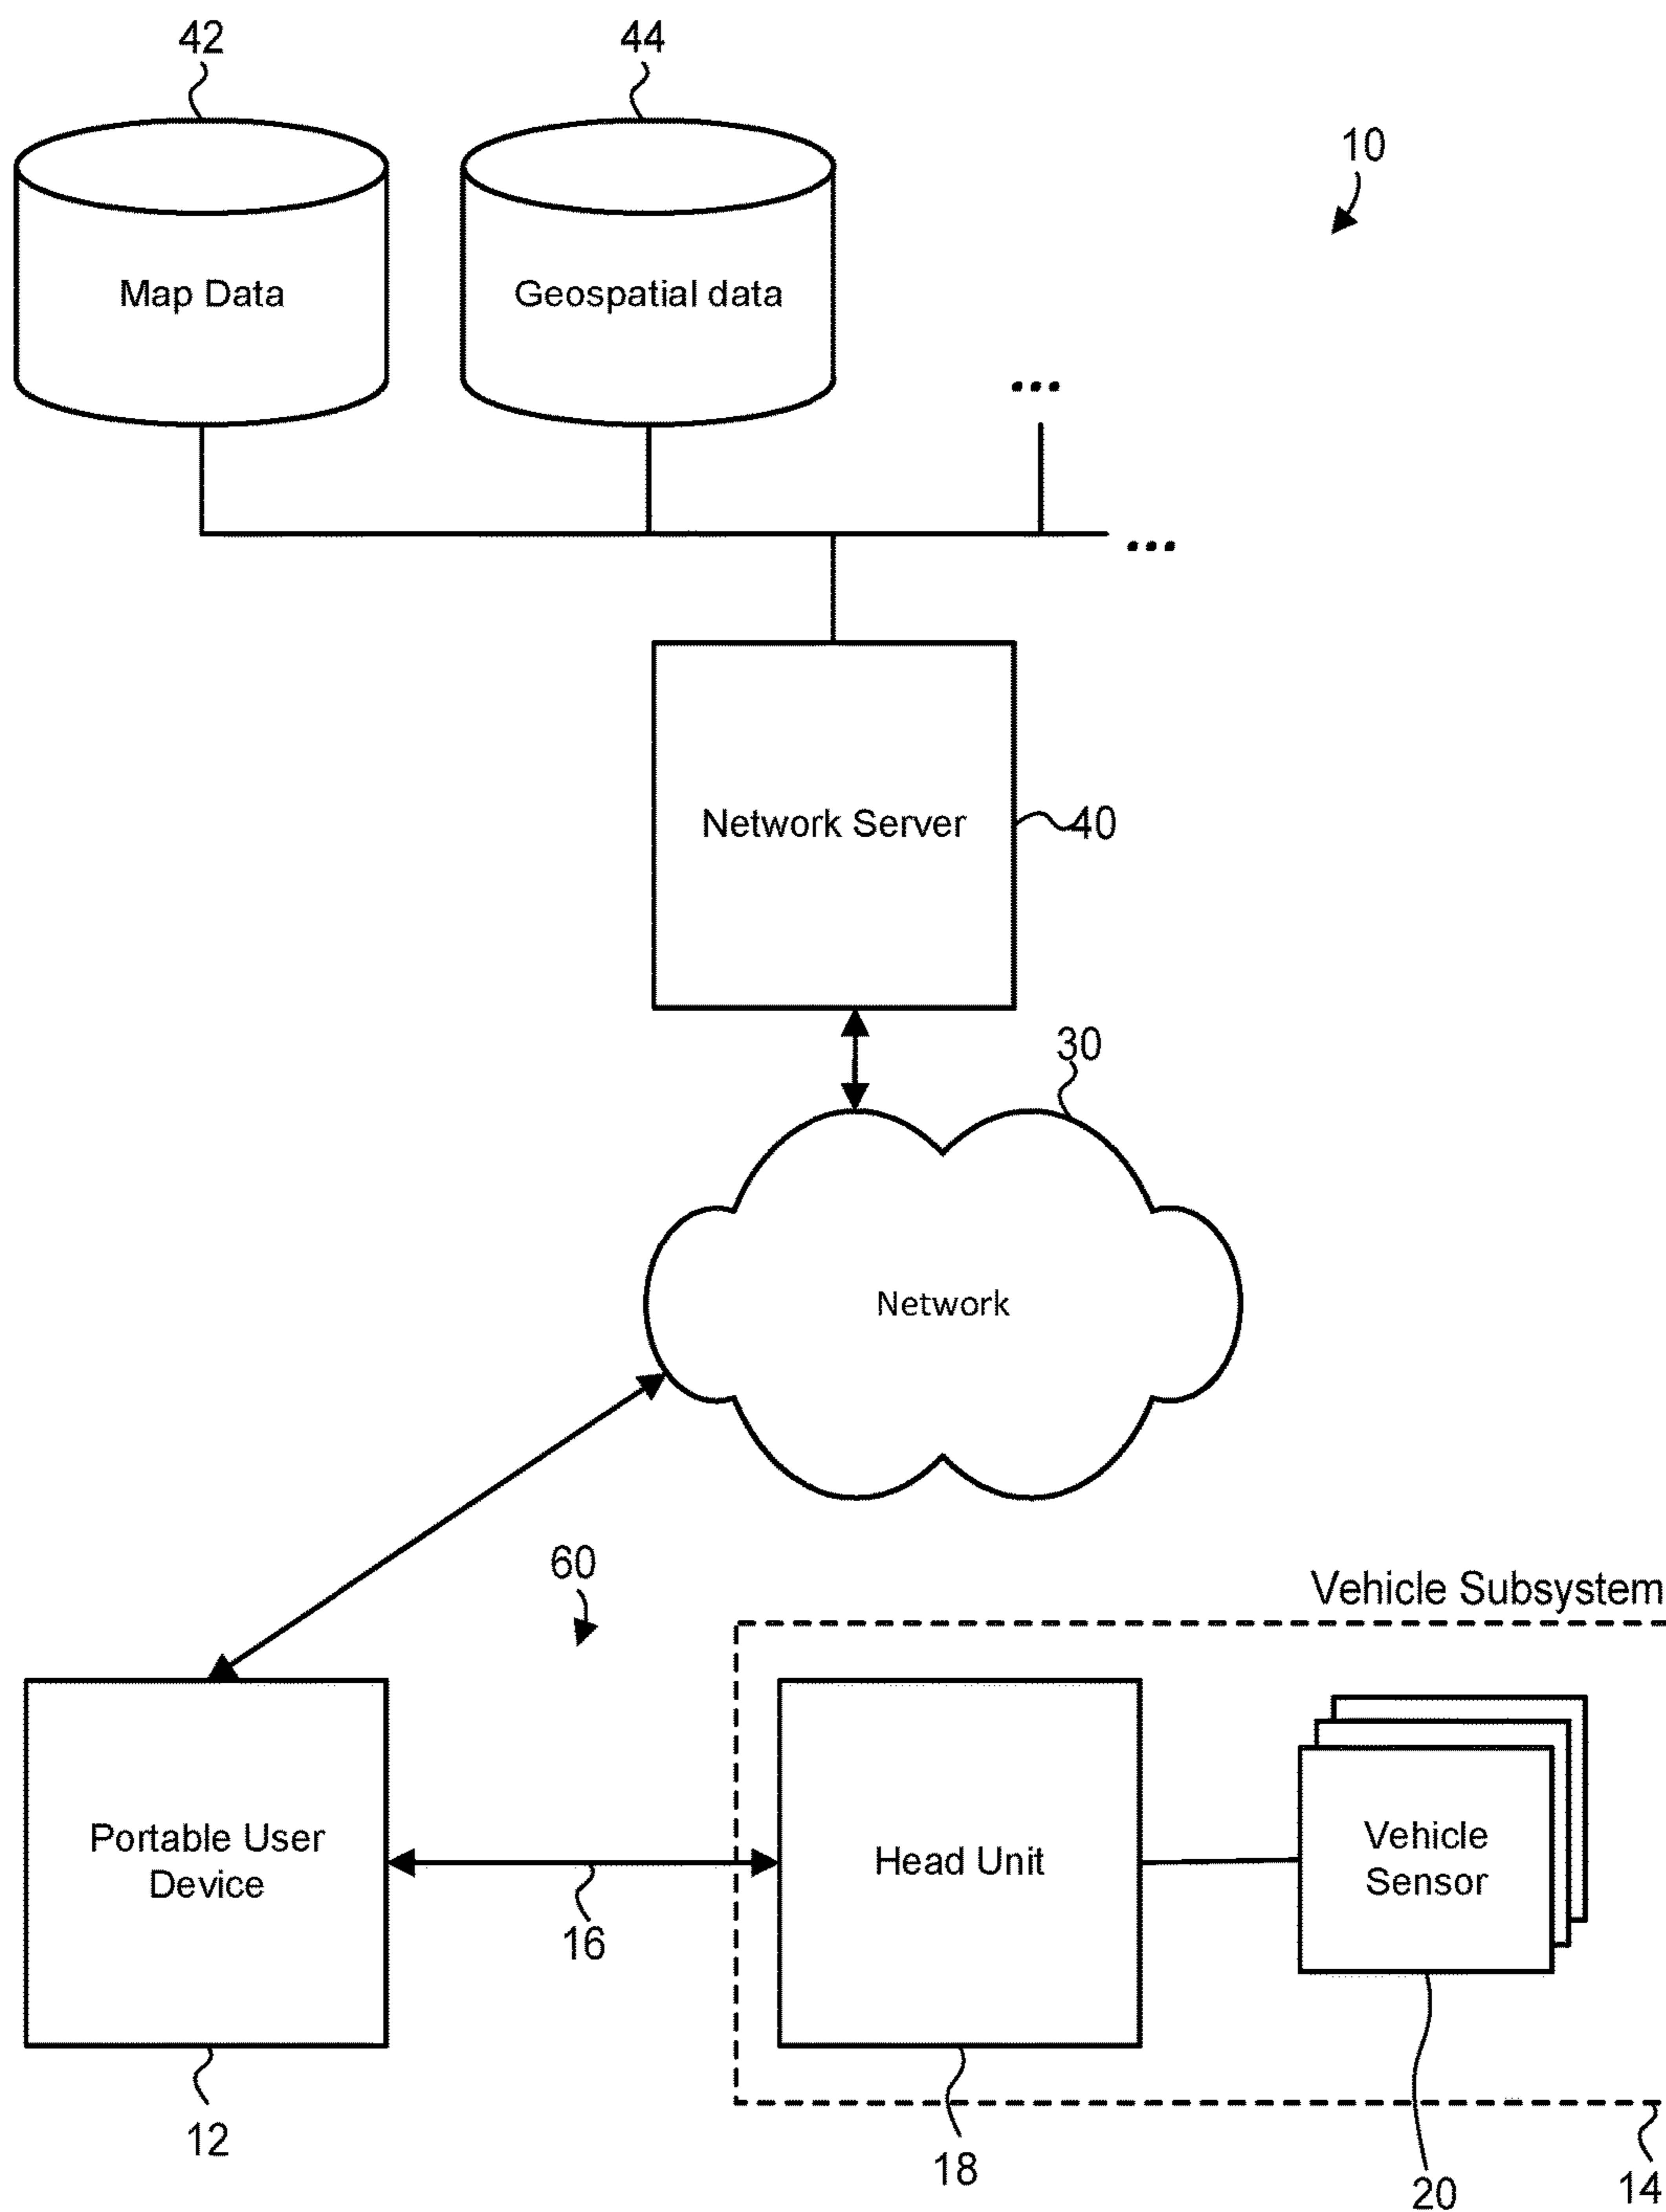 42
44
10
Map Data
Geospatial data
...
...
Network Server
40
30
Network
60
Vehicle Subsystem
Portable User
Device
Head Unit
Vehicle
Sensor
16
12
18
20
14